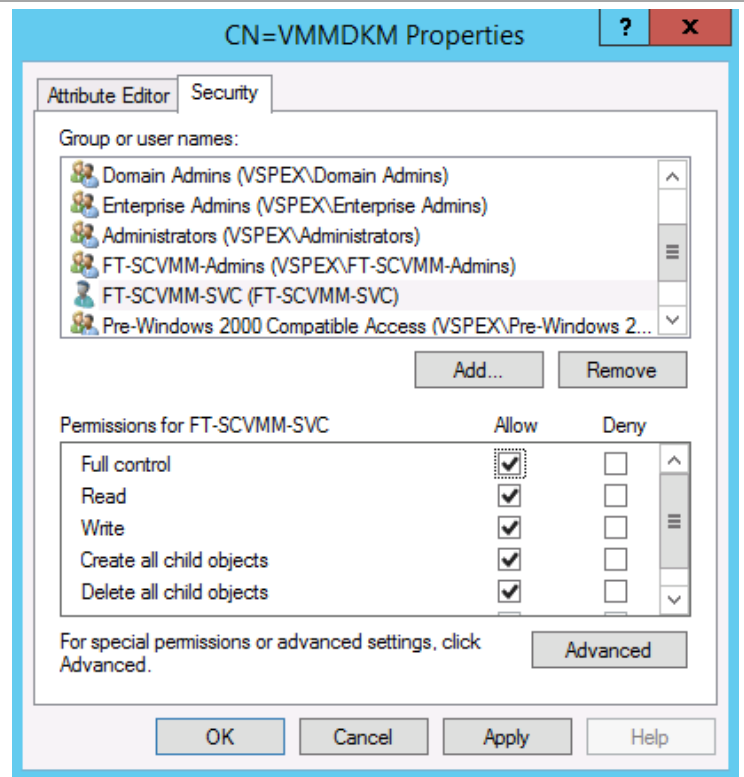 CN=VMMDKM Properties ? x
Attribute Editor Security
Group or user names:
Domain Admins (VSPEX\Domain Admins)
Enterprise Admins (VSPEX\Enterprise Admins)
Administrators (VSPEX\Administrators)
FT-SCVMM-Admins (VSPEX\FT-SCVMM-Admins)
FT-SCVMM-SVC (FT-SCVMM-SVC)
Pre-Windows 2000 Compatible Access (VSPEX\Pre-Windows 2...
Add... Remove
Permissions for FT-SCVMM-SVC Allow Deny
Full control
Read
Write
Create all child objects
Delete all child objects
For special permissions or advanced settings, click
Advanced. Advanced
OK Cancel Apply Help